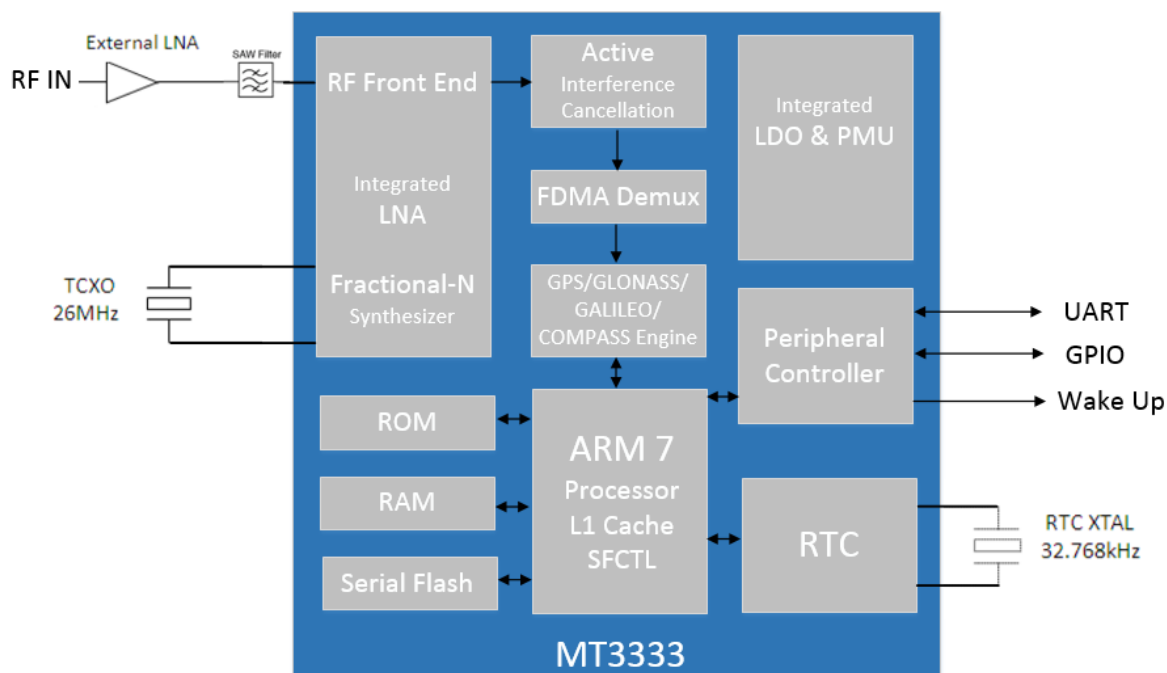 External LNA
RF IN
SAW Filter
RF Front End
Integrated
LNA
Fractional-N
Synthesizer
TCXO
26MHz
Active
Interference
Cancellation
FDMA Demux
GPS/GLONASS/
GALILEO/
COMPASS Engine
Integrated
LDO & PMU
Peripheral
Controller
UART
GPIO
Wake Up
ROM
RAM
Serial Flash
ARM 7
Processor
L1 Cache
SFCTL
RTC
RTC XTAL
32.768kHz
MT3333